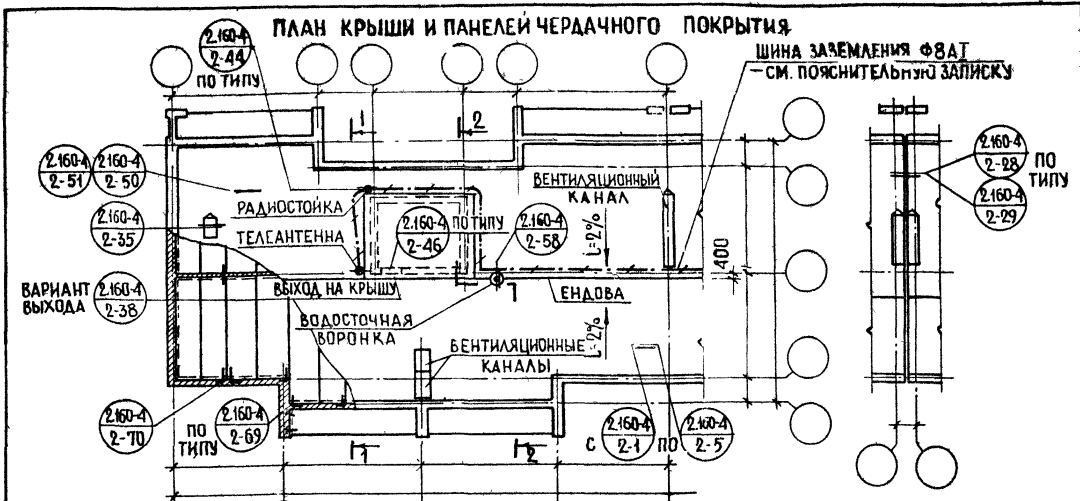 ПЛАН КРЫШИ И ПАНЕЛЕЙ ЧЕРДАЧНОГО ПОКРЫТИЯ
2.160-4
2-44
ПО ТИПУ
ШИНА ЗАЗЕМЛЕНИЯ Ф8АI
СМ. ПОЯСНИТЕЛЬНУЮ ЗАПИСКУ
1
2
2.160-4
2-51
2.160-4
2-50
2.160-4
2-28
ПО
ТИПУ
2.160-4
2-29
ВЕНТИЛЯЦИОННЫЙ
КАНАЛ
РАДИОСТОЙКА
2.160-4
2-35
ТЕЛЕАНТЕННА
2.160-4
2-46
ПО ТИПУ
2.160-4
2-58
i=2%
400
ВАРИАНТ
ВЫХОДА
2.160-4
2-38
ВЫХОД НА КРЫШУ
ЕНДОВА
ВОДОСТОЧНАЯ
ВОРОНКА
i=2%
ВЕНТИЛЯЦИОННЫЕ
КАНАЛЫ
2.160-4
2-70
ПО
ТИПУ
2.160-4
2-69
1
2
С
2.160-4
2-1
ПО
2.160-4
2-5